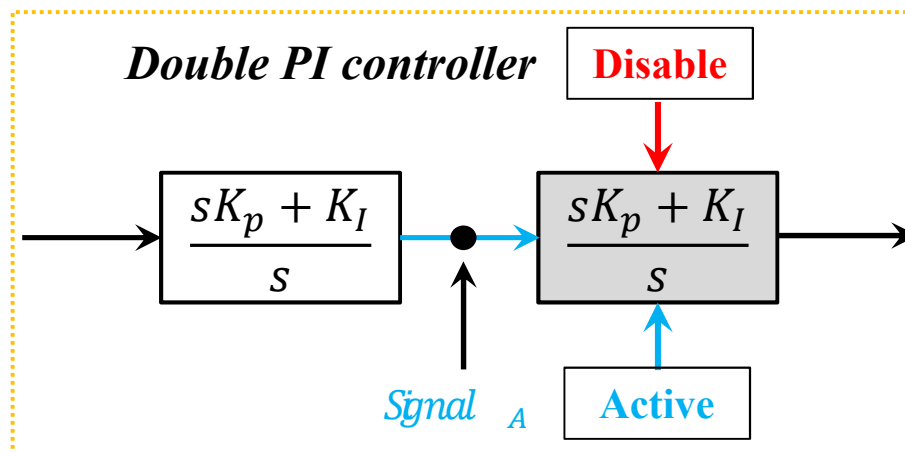 Double PI controller
Disable
sK_p + K_I
s
sK_p + K_I
s
Signal A
Active